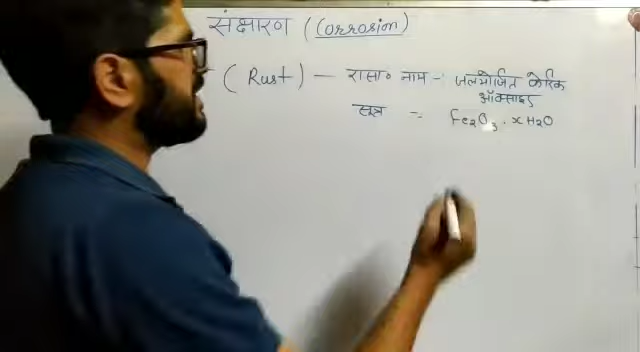 संक्षारण (Corrosion)
(Rust) – रासा० नाम - जलयोजित फेरिक
ऑक्साइड
सूत्र - Fe₂O₃ . xH₂O